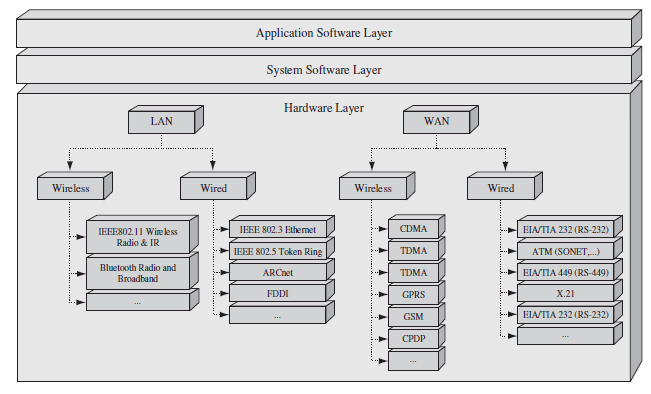 Application Software Layer
System Software Layer
Hardware Layer
LAN
WAN
Wireless
Wired
Wireless
Wired
IEEE802.11 Wireless
Radio & IR
Bluetooth Radio and
Broadband
...
IEEE 802.3 Ethernet
IEEE 802.5 Token Ring
ARCnet
FDDI
...
CDMA
TDMA
TDMA
GPRS
GSM
CPDP
...
EIA/TIA 232 (RS-232)
ATM (SONET,...)
EIA/TIA 449 (RS-449)
X.21
EIA/TIA 232 (RS-232)
...